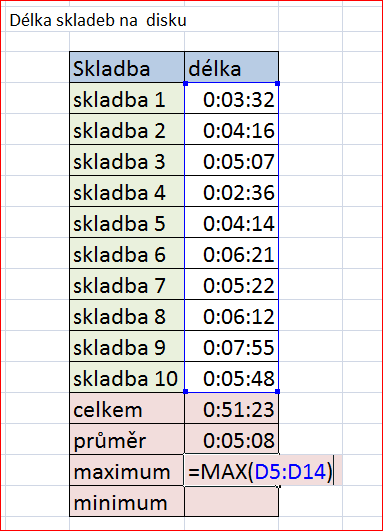 Délka skladeb na  disku
Skladba délka
skladba 1 0:03:32
skladba 2 0:04:16
skladba 3 0:05:07
skladba 4 0:02:36
skladba 5 0:04:14
skladba 6 0:06:21
skladba 7 0:05:22
skladba 8 0:06:12
skladba 9 0:07:55
skladba 10 0:05:48
celkem 0:51:23
průměr 0:05:08
maximum =MAX(D5:D14)
minimum